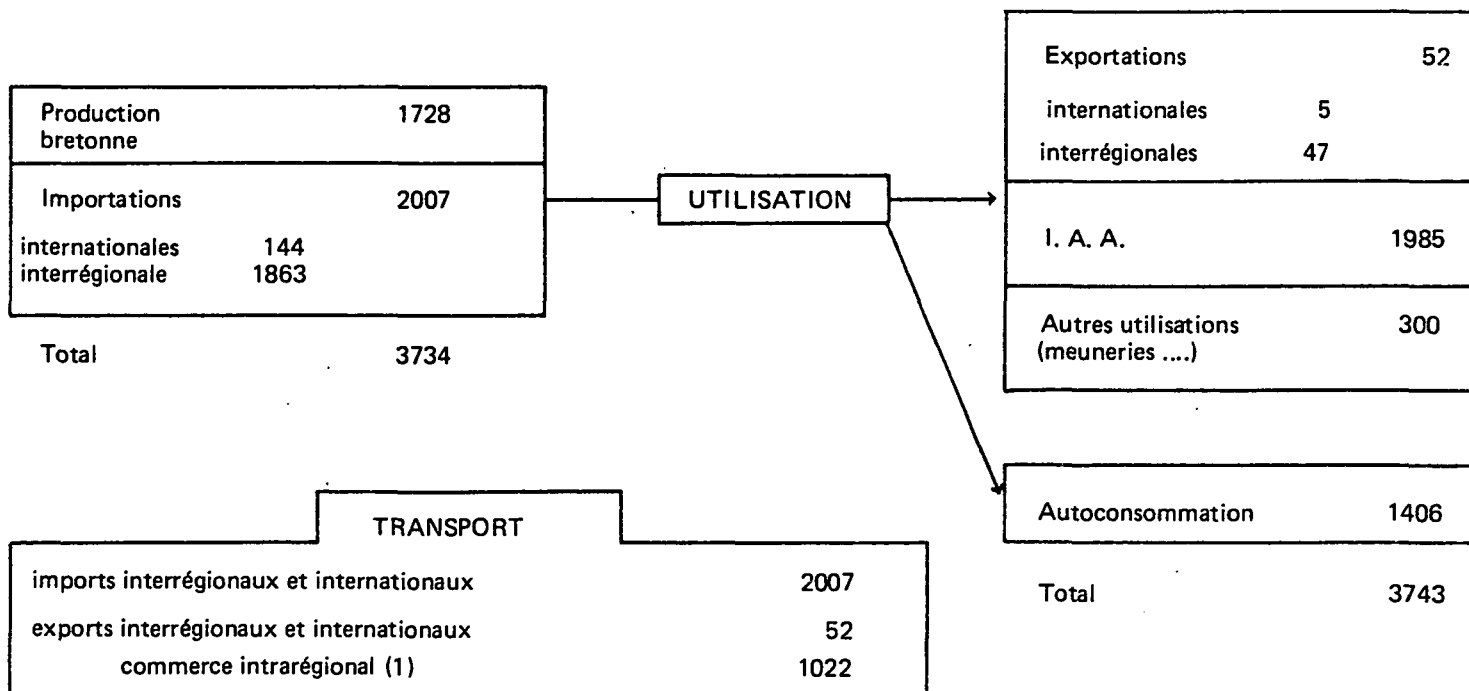 Production 1728
bretonne
Importations 2007
internationales 144
interrégionale 1863
Total 3734
UTILISATION
Exportations 52
internationales 5
interrégionales 47
I. A. A. 1985
Autres utilisations 300
(meuneries ....)
Autoconsommation 1406
Total 3743
TRANSPORT
imports interrégionaux et internationaux 2007
exports interrégionaux et internationaux 52
commerce intrarégional (1) 1022